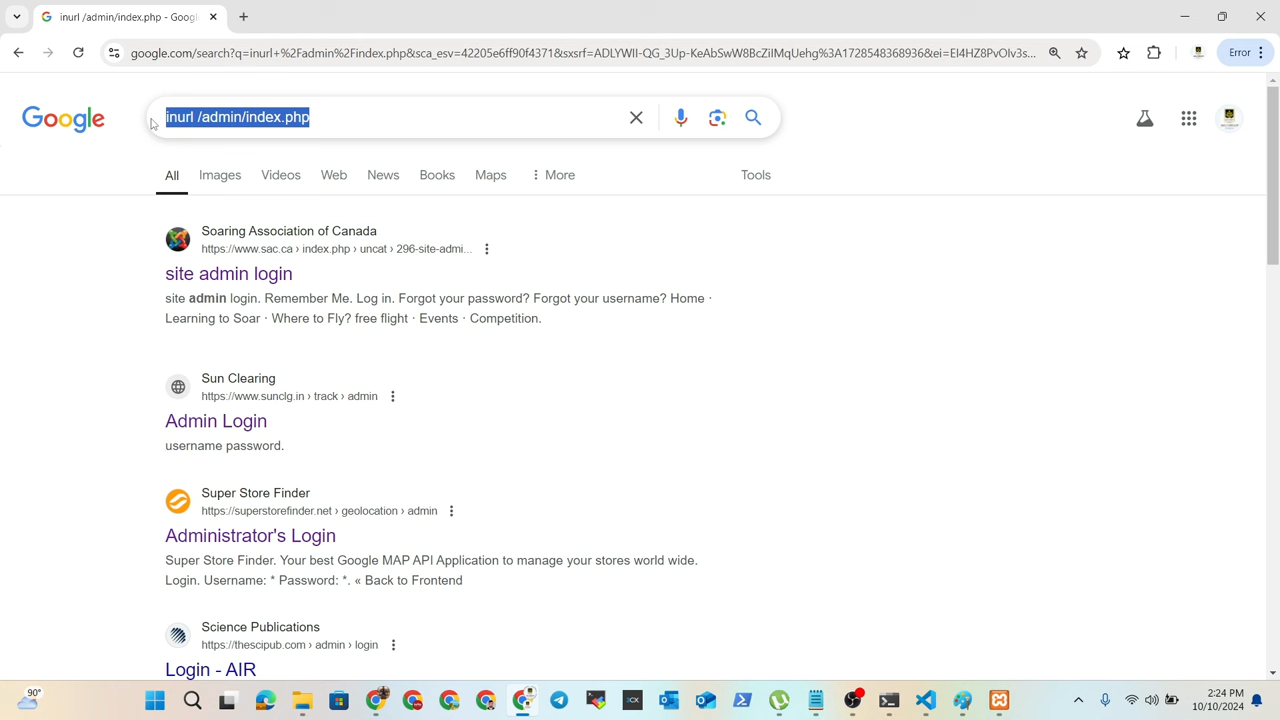 inurl /admin/index.php - Googl
google.com/search?q=inurl+%2Fadmin%2Findex.php&sca_esv=42205e6ff90f4371&sxsrf=ADLYWII-QG_3Up-KeAbSwW8BcZiIMqUehg%3A1728548368936&ei=EI4HZ8PvOIv3s...
Error
Google
inurl /admin/index.php
All
Images
Videos
Web
News
Books
Maps
More
Tools
Soaring Association of Canada
https://www.sac.ca › index.php › uncat › 296-site-admi...
site admin login
site admin login. Remember Me. Log in. Forgot your password? Forgot your username? Home ·
Learning to Soar · Where to Fly? free flight · Events · Competition.
Sun Clearing
https://www.sunclg.in › track › admin
Admin Login
username password.
Super Store Finder
https://superstorefinder.net › geolocation › admin
Administrator's Login
Super Store Finder. Your best Google MAP API Application to manage your stores world wide.
Login. Username: * Password: *. « Back to Frontend
Science Publications
https://thescipub.com › admin › login
Login - AIR
90°
2:24 PM
10/10/2024